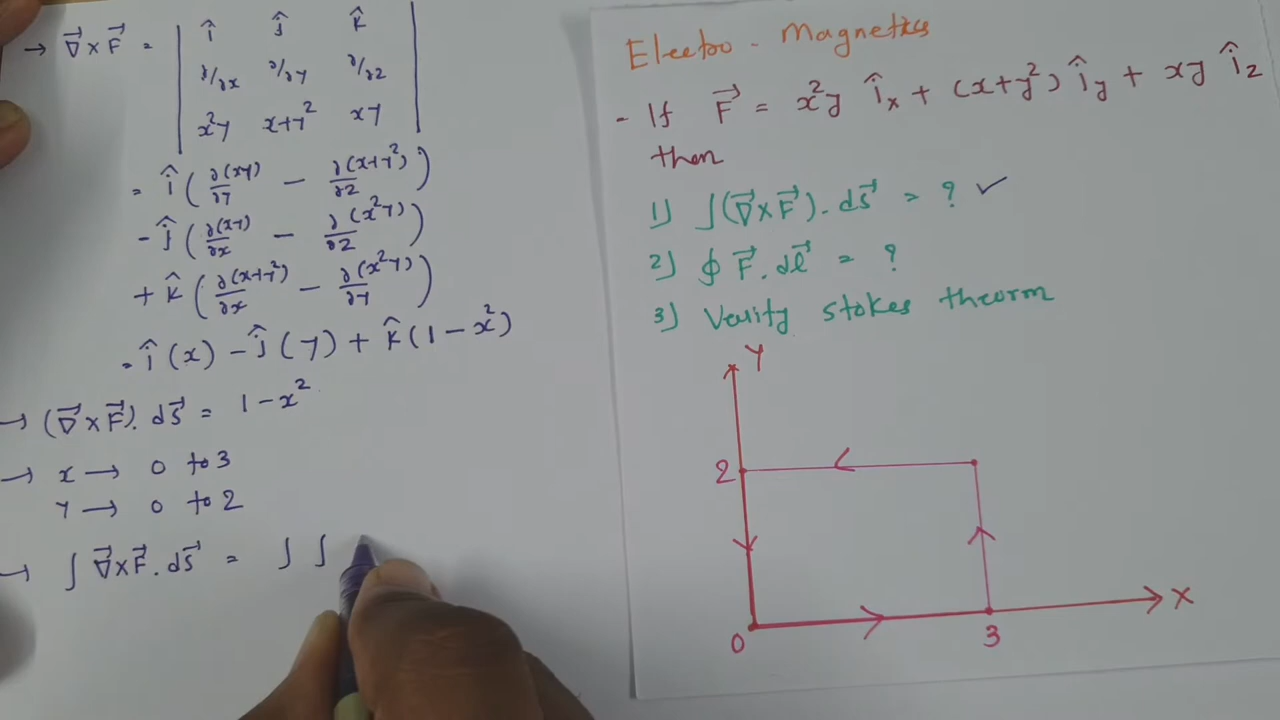 → ∇⃗ × F⃗ = | î ĵ k̂ |
∂/∂x ∂/∂y ∂/∂z
x²y x+y² xy
= î ( ∂(xy)/∂y − ∂(x+y²)/∂z )
− ĵ ( ∂(xy)/∂x − ∂(x²y)/∂z )
+ k̂ ( ∂(x+y²)/∂x − ∂(x²y)/∂y )
= î (x) − ĵ (y) + k̂ (1 − x²)
→ (∇⃗ × F⃗). ds⃗ = 1 − x²
→ x → 0 to 3
y → 0 to 2
→ ∫ ∇⃗ × F⃗ . ds⃗ = ∫ ∫
Electro - Magnetics
- If F⃗ = x²y î_x + (x+y²) î_y + xy î_z
then
1) ∫(∇⃗ × F⃗). ds⃗ = ? ✓
2) ∮ F⃗. dl⃗ = ?
3) Verity stokes theorm
Y
2
0
3
X